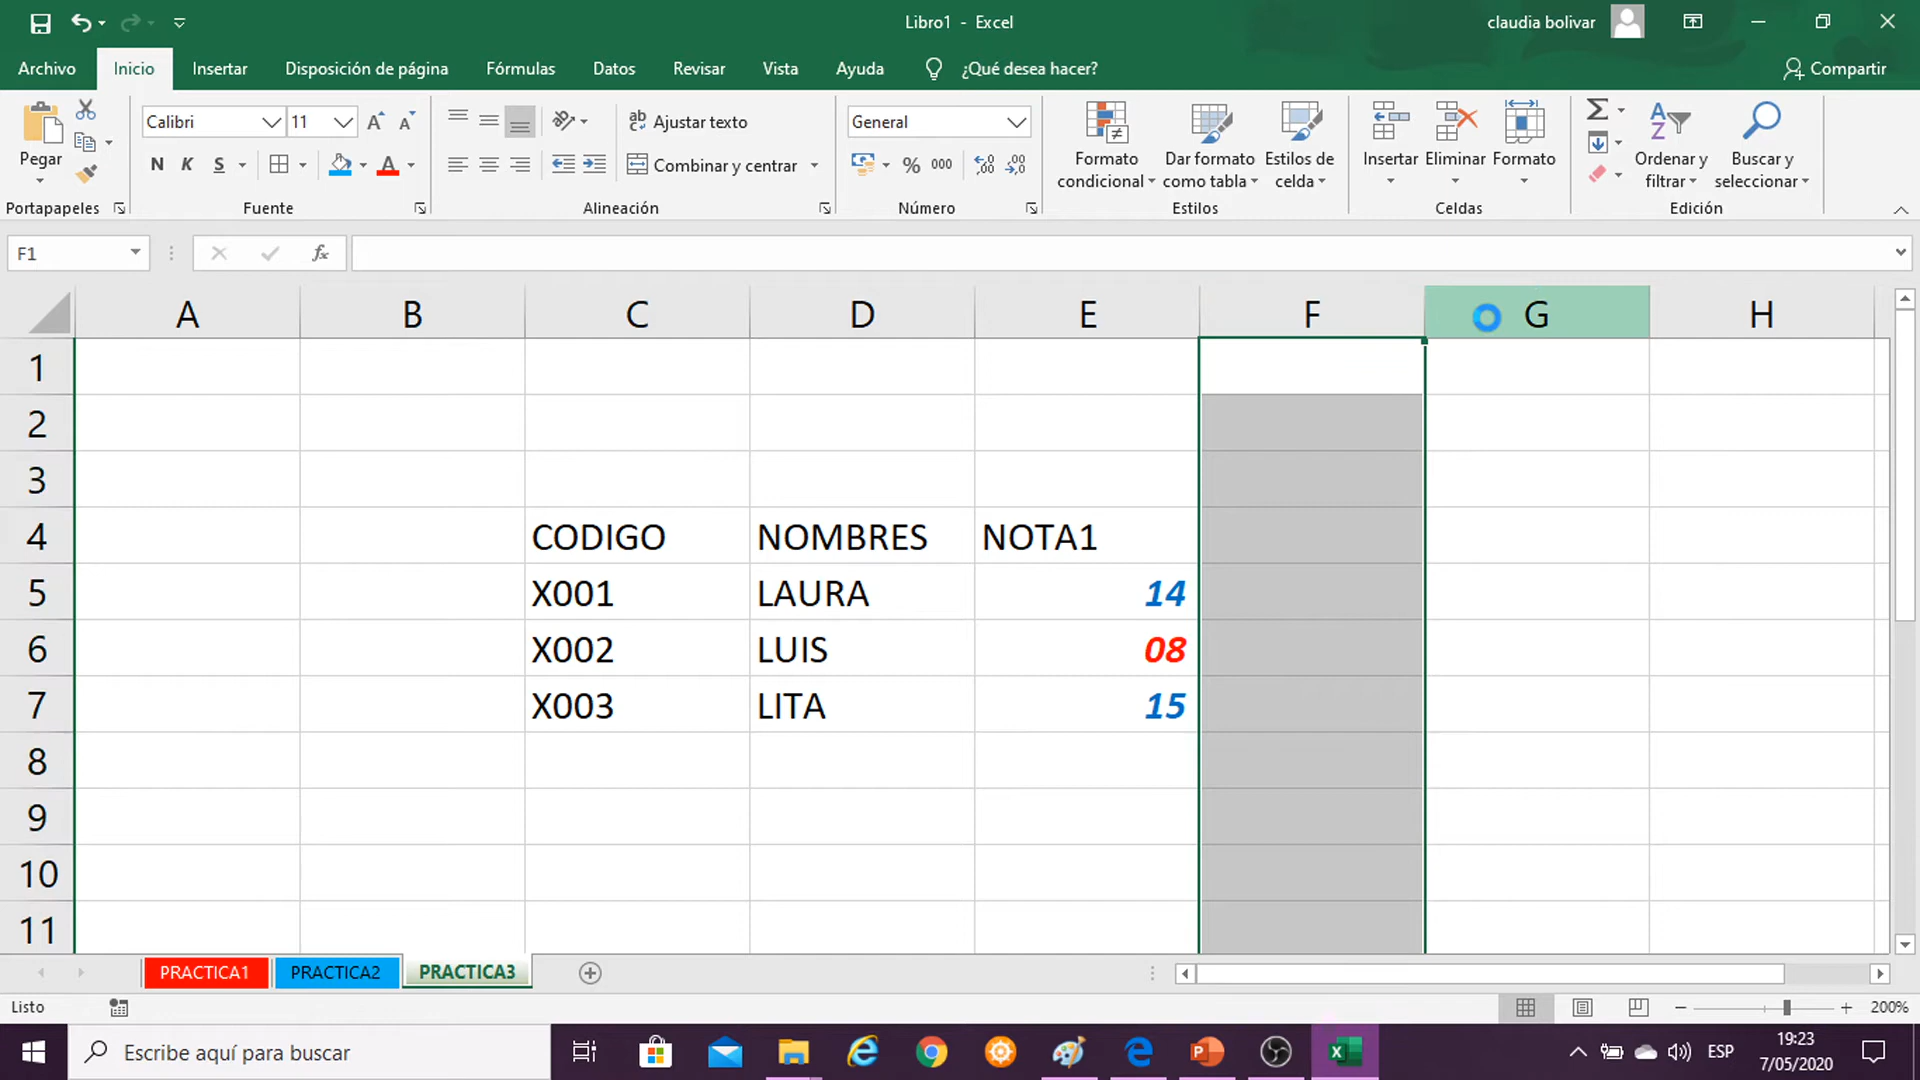 Libro1 - Excel
claudia bolivar
Archivo Inicio Insertar Disposición de página Fórmulas Datos Revisar Vista Ayuda ¿Qué desea hacer? Compartir
Pegar
Portapapeles
Calibri 11
N K S A
Fuente
ab Ajustar texto
Combinar y centrar
Alineación
General
% 000
Número
Formato condicional
Dar formato como tabla
Estilos de celda
Estilos
Insertar
Eliminar
Formato
Celdas
Ordenar y filtrar
Buscar y seleccionar
Edición
F1
fx
A B C D E F G H
1
2
3
4 CODIGO NOMBRES NOTA1
5 X001 LAURA 14
6 X002 LUIS 08
7 X003 LITA 15
8
9
10
11
PRACTICA1 PRACTICA2 PRACTICA3
Listo
200%
Escribe aquí para buscar
ESP
19:23
7/05/2020